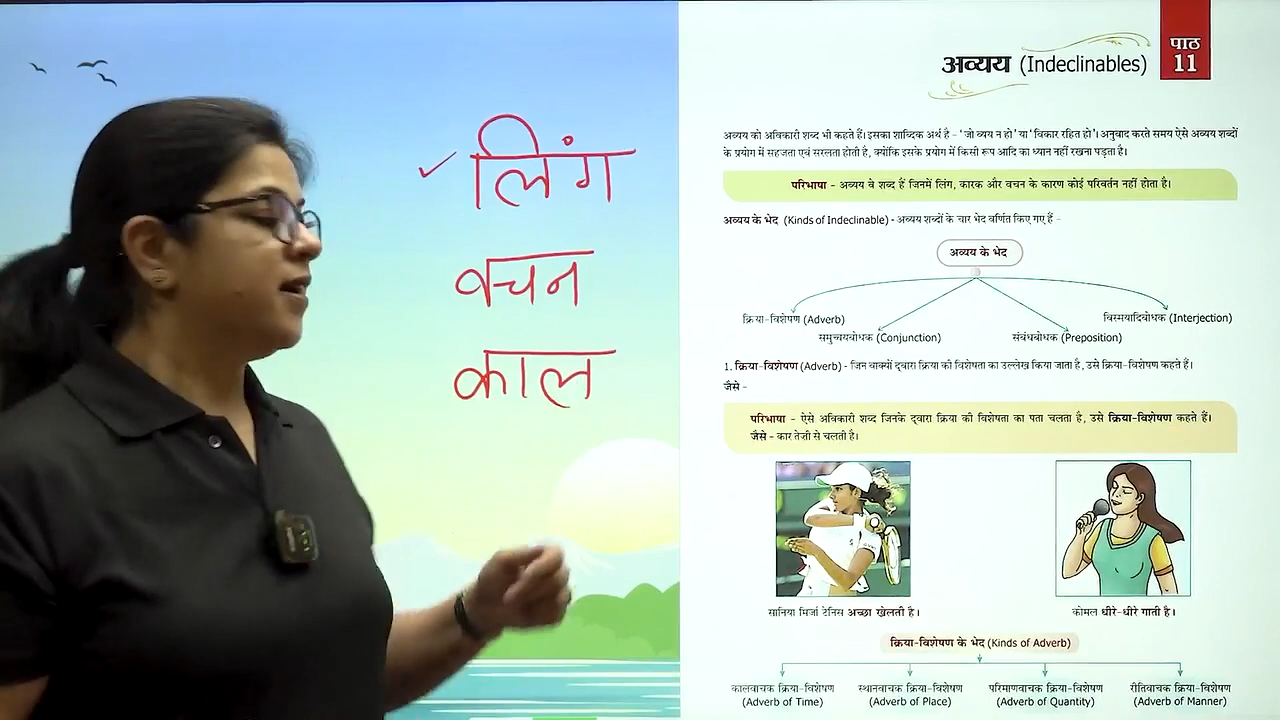 लिंग
वचन
काल
पाठ
11
अव्यय (Indeclinables)
अव्यय को अविकारी शब्द भी कहते हैं। इसका शाब्दिक अर्थ है - 'जो व्यय न हो' या 'विकार रहित हो'। अनुवाद करते समय ऐसे अव्यय शब्दों
के प्रयोग में सहजता एवं सरलता होती है, क्योंकि इसके प्रयोग में किसी रूप आदि का ध्यान नहीं रखना पड़ता है।
परिभाषा - अव्यय वे शब्द हैं जिनमें लिंग, कारक और वचन के कारण कोई परिवर्तन नहीं होता है।
अव्यय के भेद (Kinds of Indeclinable) - अव्यय शब्दों के चार भेद वर्णित किए गए हैं -
अव्यय के भेद
क्रिया-विशेषण (Adverb)
समुच्चयबोधक (Conjunction)
संबंधबोधक (Preposition)
विस्मयादिबोधक (Interjection)
1. क्रिया-विशेषण (Adverb) - जिन वाक्यों द्वारा क्रिया की विशेषता का उल्लेख किया जाता है, उसे क्रिया-विशेषण कहते हैं।
जैसे -
परिभाषा - ऐसे अविकारी शब्द जिनके द्वारा क्रिया की विशेषता का पता चलता है, उसे क्रिया-विशेषण कहते हैं।
जैसे - कार तेज़ी से चलती है।
सानिया मिर्जा टेनिस अच्छा खेलती है।
कोमल धीरे-धीरे गाती है।
क्रिया-विशेषण के भेद (Kinds of Adverb)
कालवाचक क्रिया-विशेषण
(Adverb of Time)
स्थानवाचक क्रिया-विशेषण
(Adverb of Place)
परिमाणवाचक क्रिया-विशेषण
(Adverb of Quantity)
रीतिवाचक क्रिया-विशेषण
(Adverb of Manner)